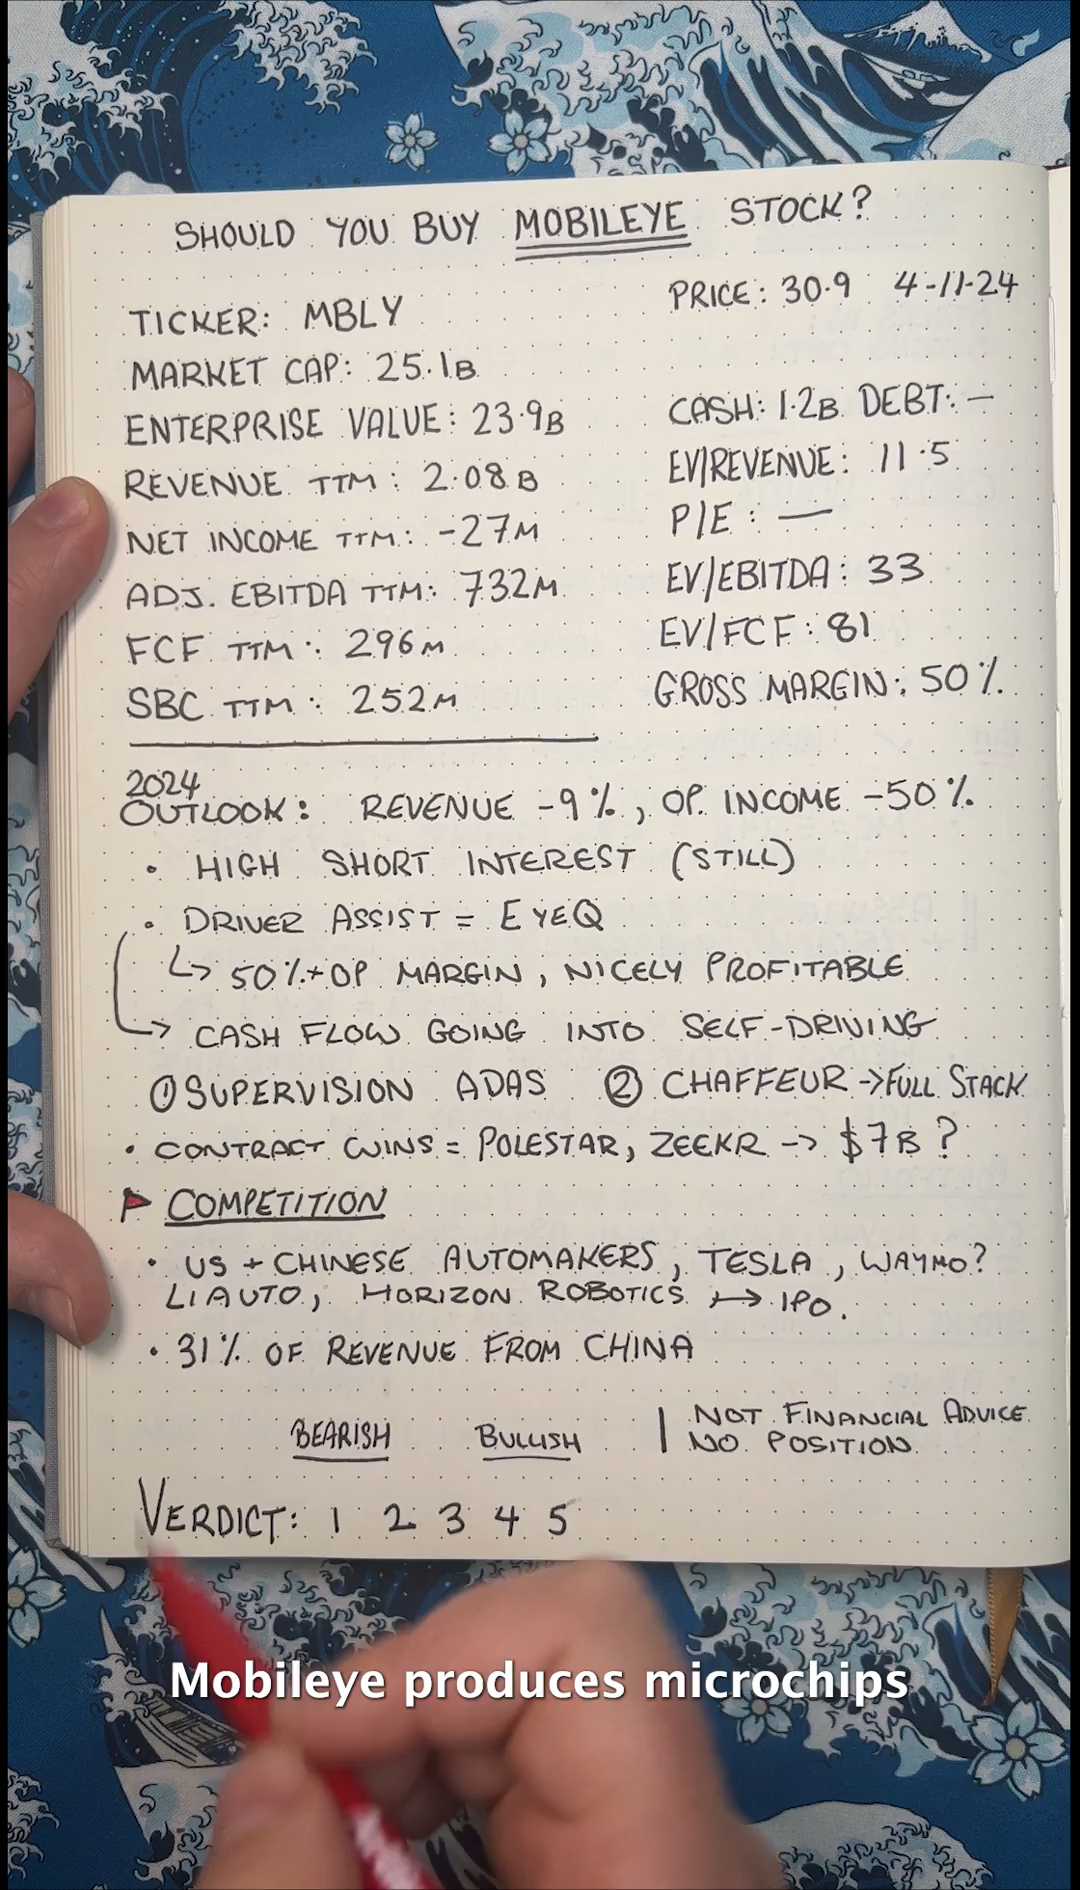 SHOULD YOU BUY MOBILEYE STOCK?
TICKER: MBLY
PRICE: 30.9 4-11-24
MARKET CAP: 25.1B
ENTERPRISE VALUE: 23.9B
CASH: 1.2B DEBT: —
REVENUE TTM: 2.08B
EV/REVENUE: 11.5
NET INCOME TTM: -27M
P/E: —
ADJ. EBITDA TTM: 732M
EV/EBITDA: 33
FCF TTM: 296M
EV/FCF: 81
SBC TTM: 252M
GROSS MARGIN: 50%
2024
OUTLOOK: REVENUE -9%, OP. INCOME -50%
• HIGH SHORT INTEREST (STILL)
• DRIVER ASSIST = EYEQ
↳ 50%+ OP MARGIN, NICELY PROFITABLE
→ CASH FLOW GOING INTO SELF-DRIVING
① SUPERVISION ADAS ② CHAFFEUR → FULL STACK
• CONTRACT WINS = POLESTAR, ZEEKR → $7B?
COMPETITION
• US + CHINESE AUTOMAKERS, TESLA, WAYMO?
LI AUTO, HORIZON ROBOTICS ↦ IPO.
• 31% OF REVENUE FROM CHINA
BEARISH BULLISH | NOT FINANCIAL ADVICE
NO POSITION
VERDICT: 1 2 3 4 5
Mobileye produces microchips